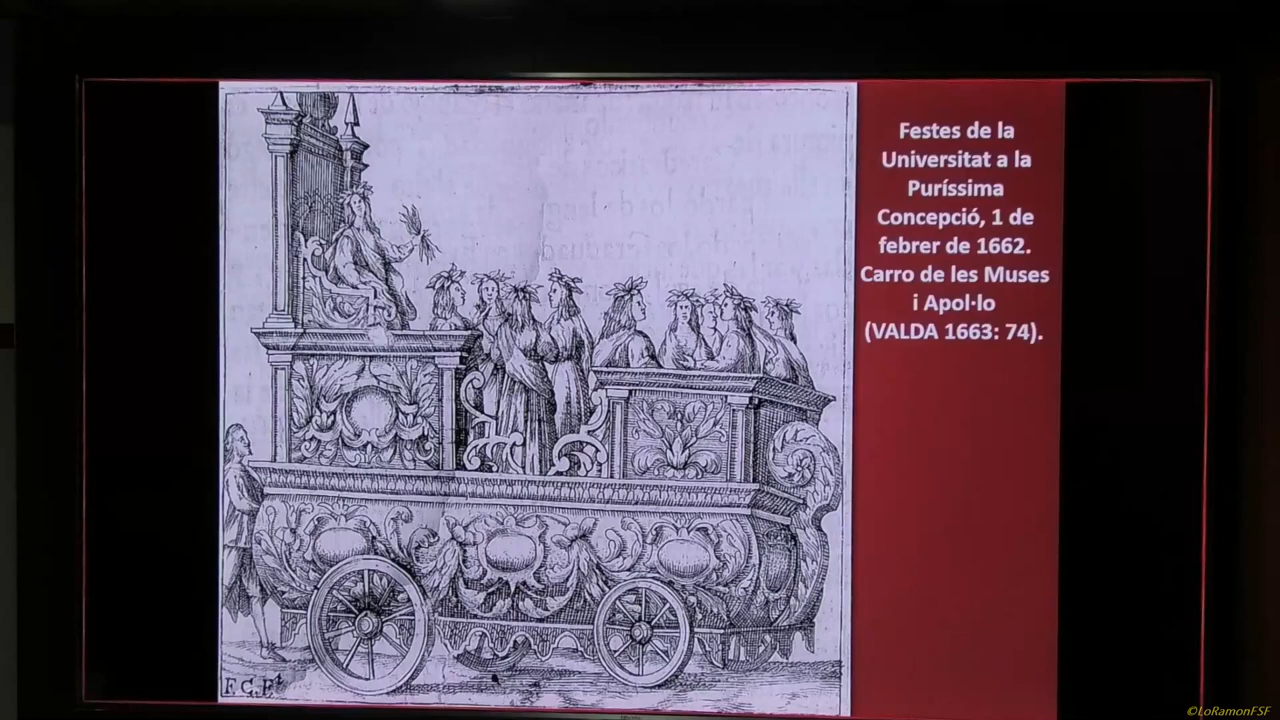 Festes de la
Universitat a la
Puríssima
Concepció, 1 de
febrer de 1662.
Carro de les Muses
i Apol·lo
(VALDA 1663: 74).
F. C. Ft
©LoRamonFSF